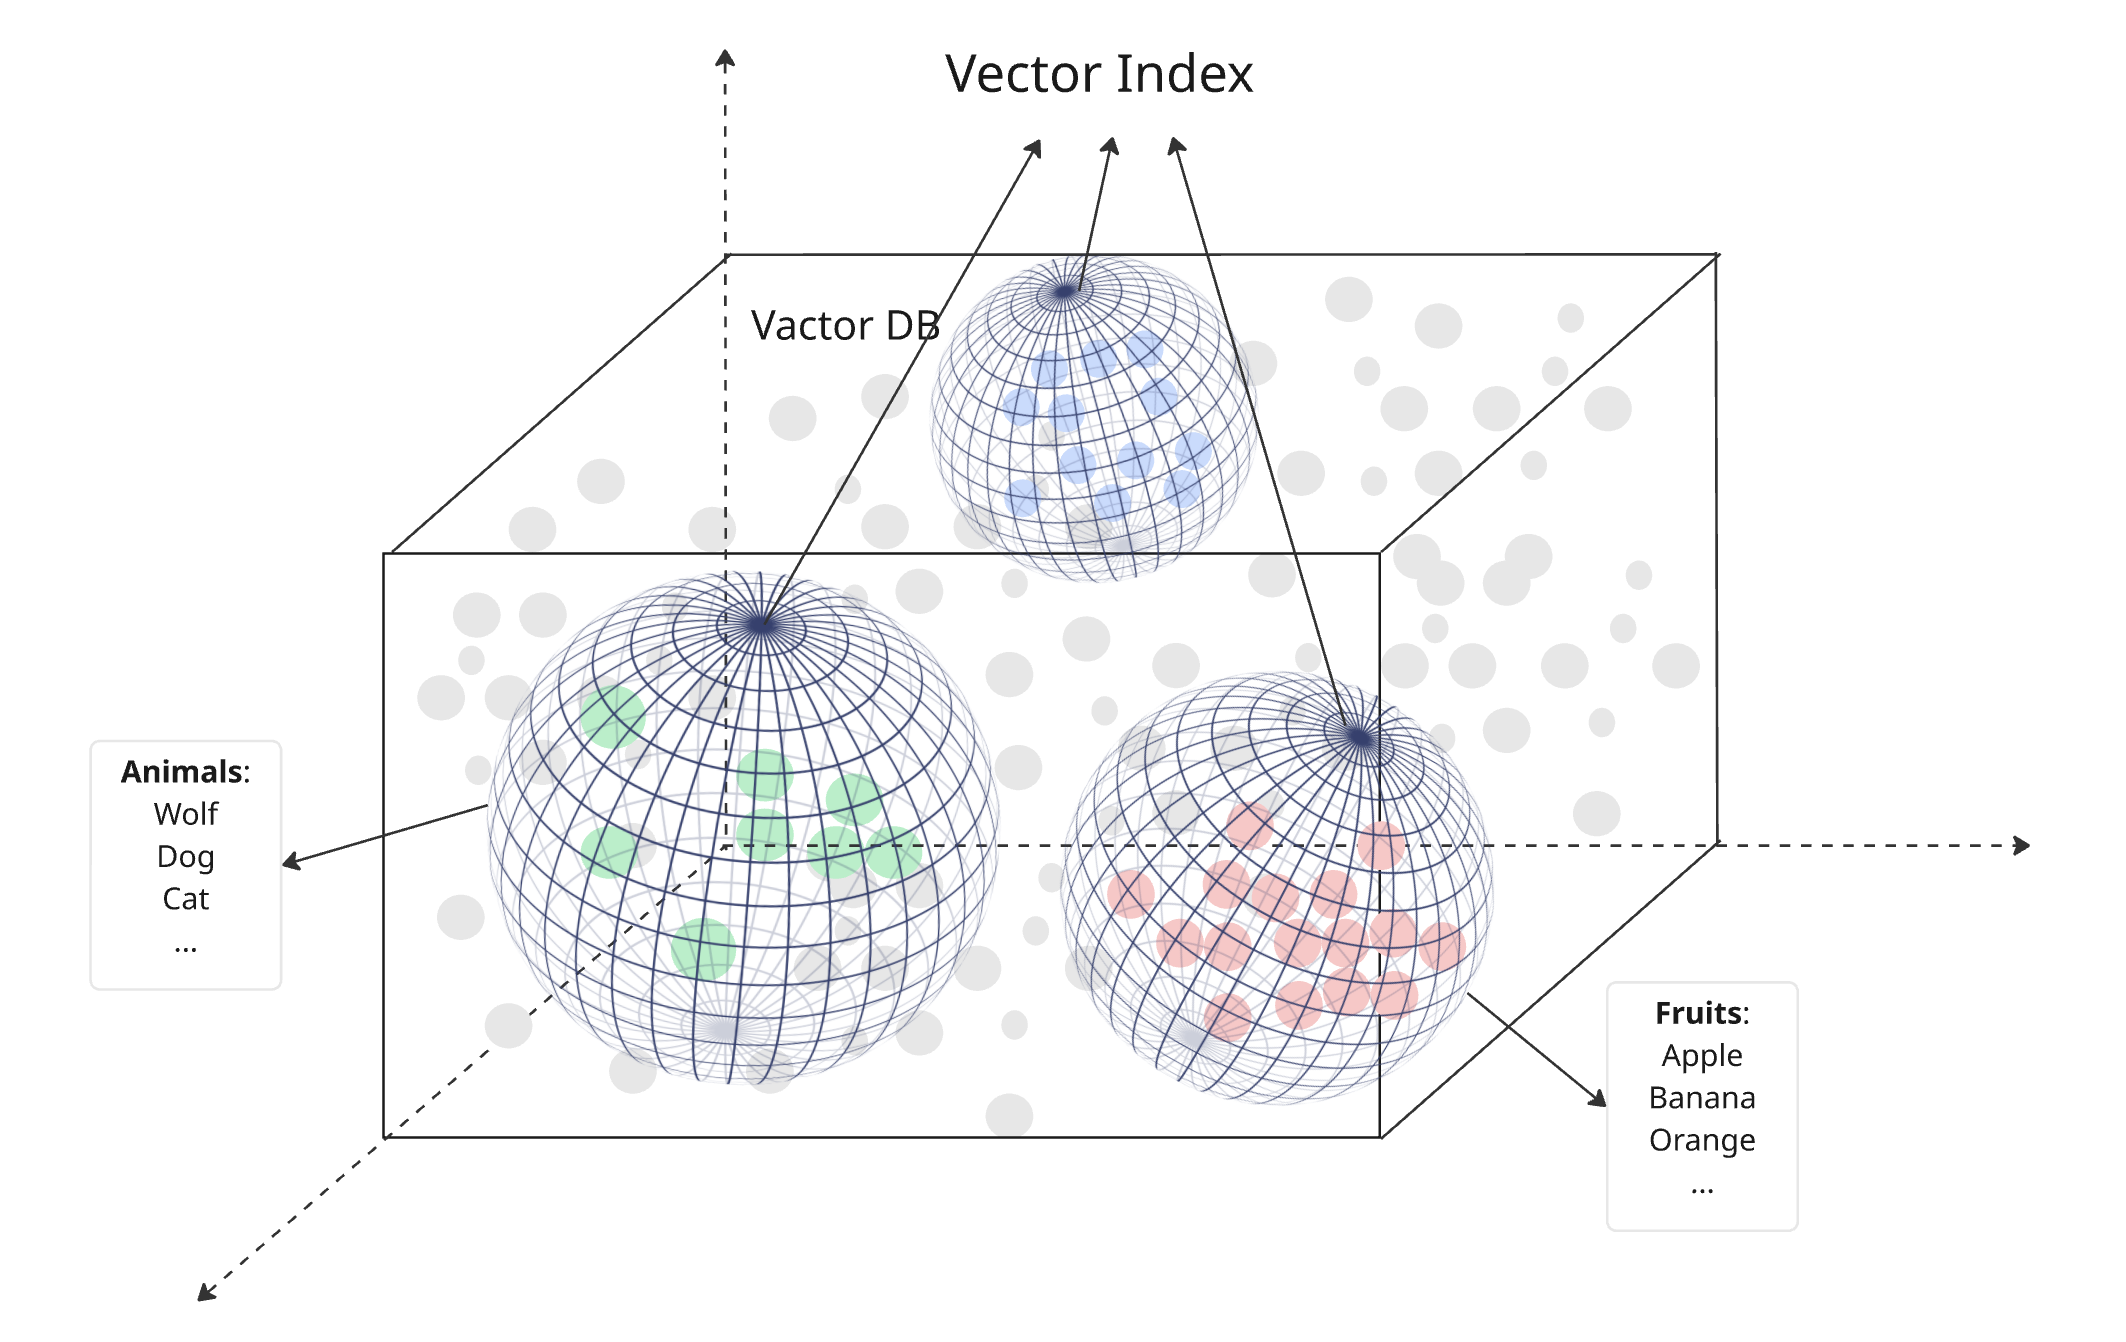 Vector Index
Vactor DB
Animals:
Wolf
Dog
Cat
...
Fruits:
Apple
Banana
Orange
...